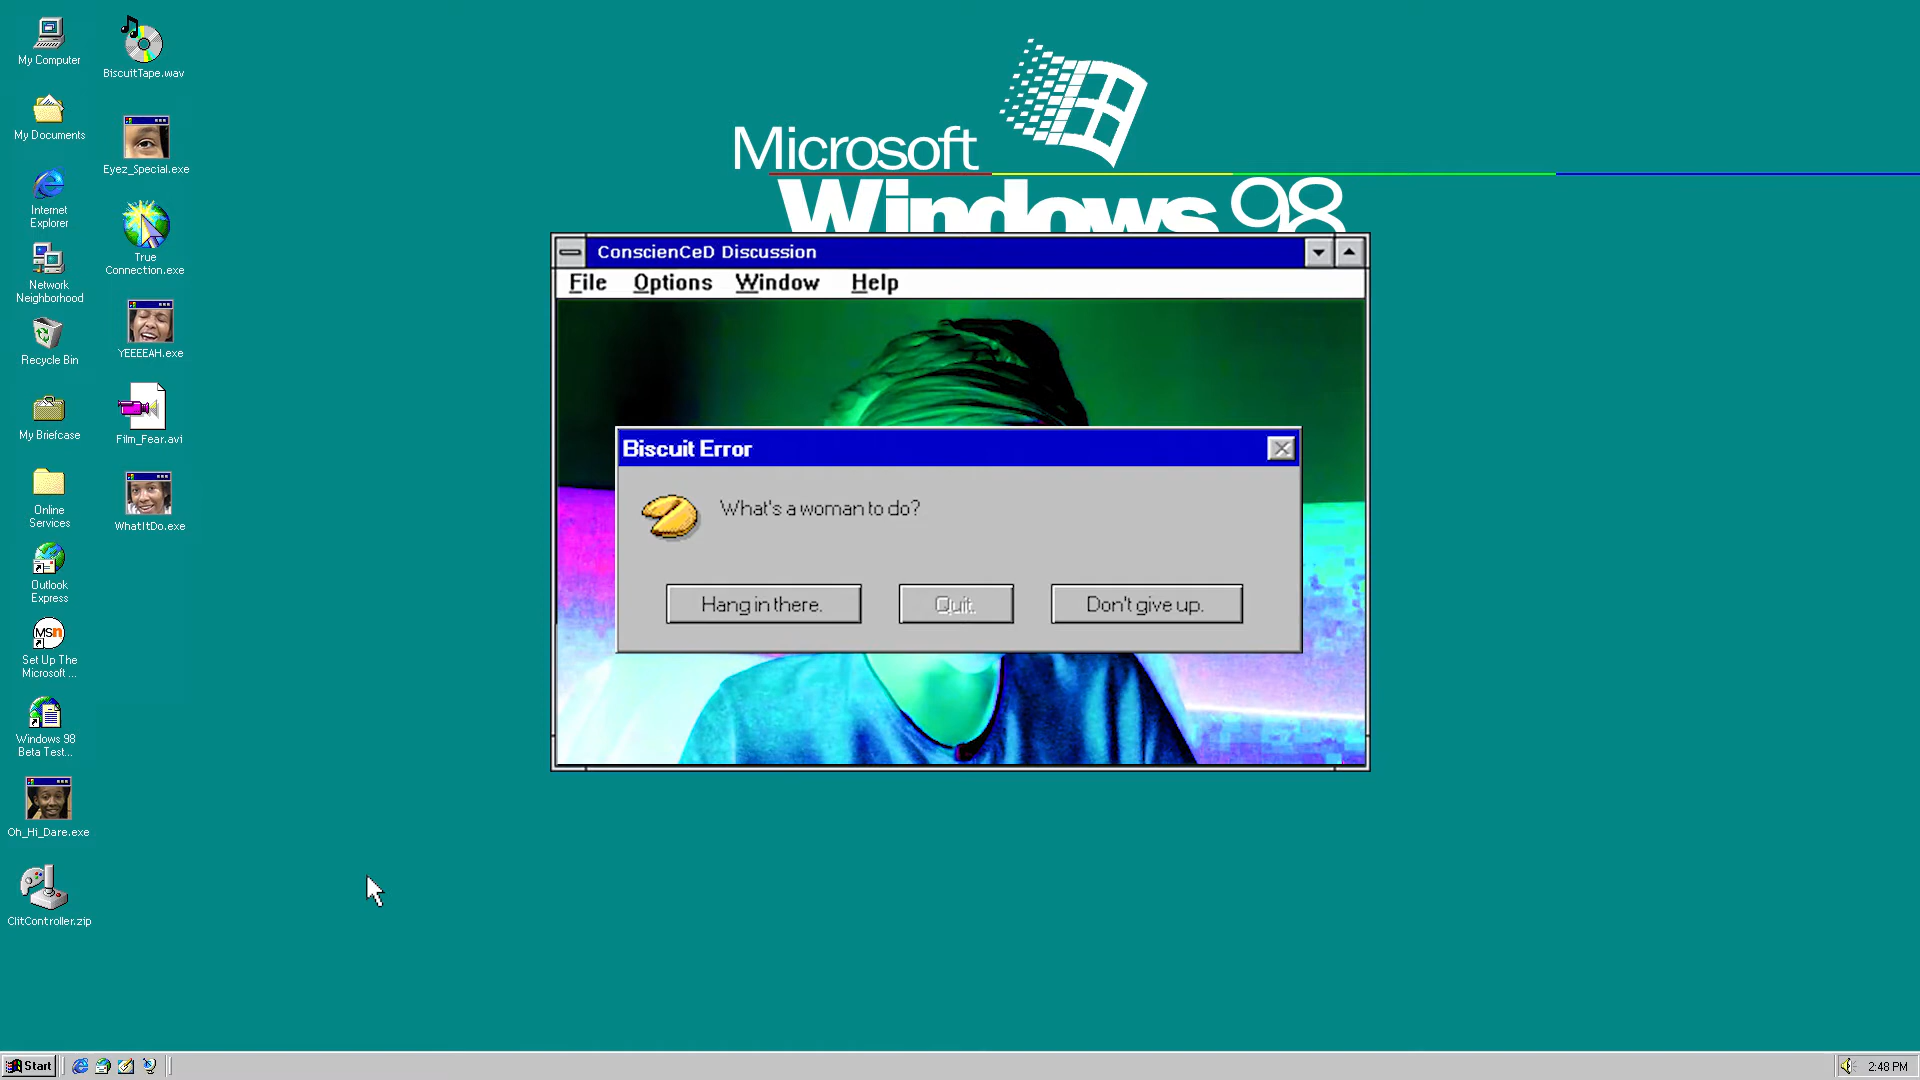 My Computer
BiscuitTape.wav
My Documents
Eyez_Special.exe
Internet
Explorer
True
Connection.exe
Network
Neighborhood
YEEEEAH.exe
Recycle Bin
My Briefcase
Film_Fear.avi
Online
Services
WhatItDo.exe
Outlook
Express
msn
Set Up The
Microsoft ...
Windows 98
Beta Test...
Oh_Hi_Dare.exe
ClitController.zip
Microsoft
Windows 98
ConscienCeD Discussion
File Options Window Help
Biscuit Error
What's a woman to do?
Hang in there. Quit. Don't give up.
Start
2:48 PM